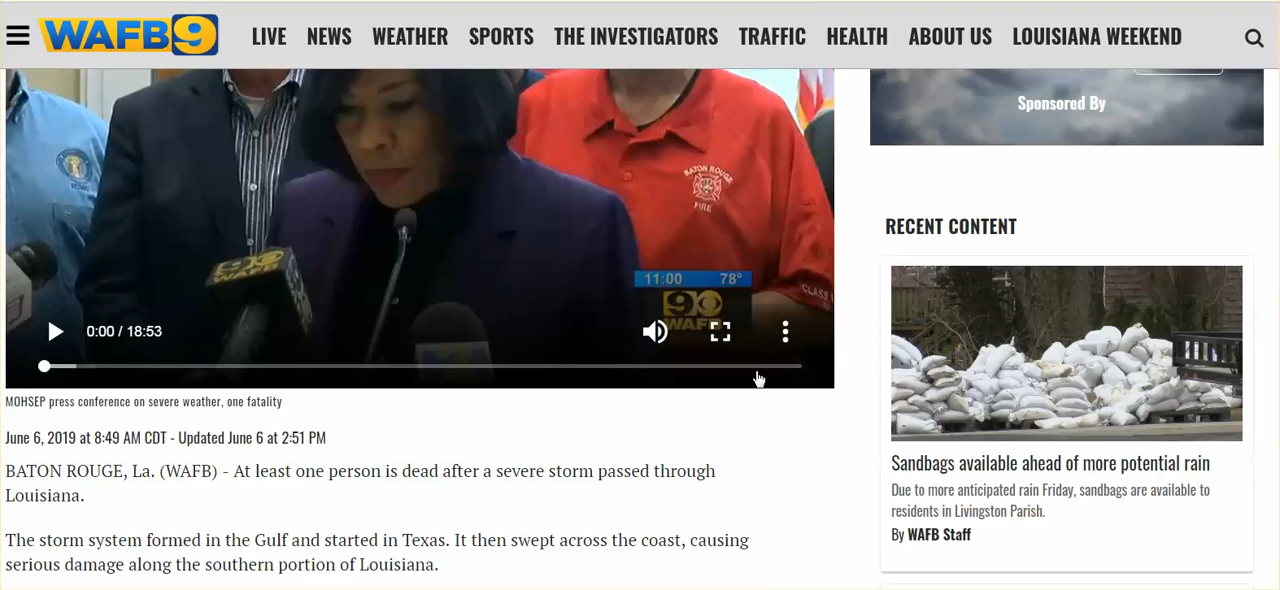 WAFB9
LIVE NEWS WEATHER SPORTS THE INVESTIGATORS TRAFFIC HEALTH ABOUT US LOUISIANA WEEKEND
BATON ROUGE
FIRE
CLASS
9 WAFB
11:00 78°
9
WAFB
0:00 / 18:53
MOHSEP press conference on severe weather, one fatality
June 6, 2019 at 8:49 AM CDT - Updated June 6 at 2:51 PM
BATON ROUGE, La. (WAFB) - At least one person is dead after a severe storm passed through
Louisiana.
The storm system formed in the Gulf and started in Texas. It then swept across the coast, causing
serious damage along the southern portion of Louisiana.
Sponsored By
RECENT CONTENT
Sandbags available ahead of more potential rain
Due to more anticipated rain Friday, sandbags are available to
residents in Livingston Parish.
By WAFB Staff